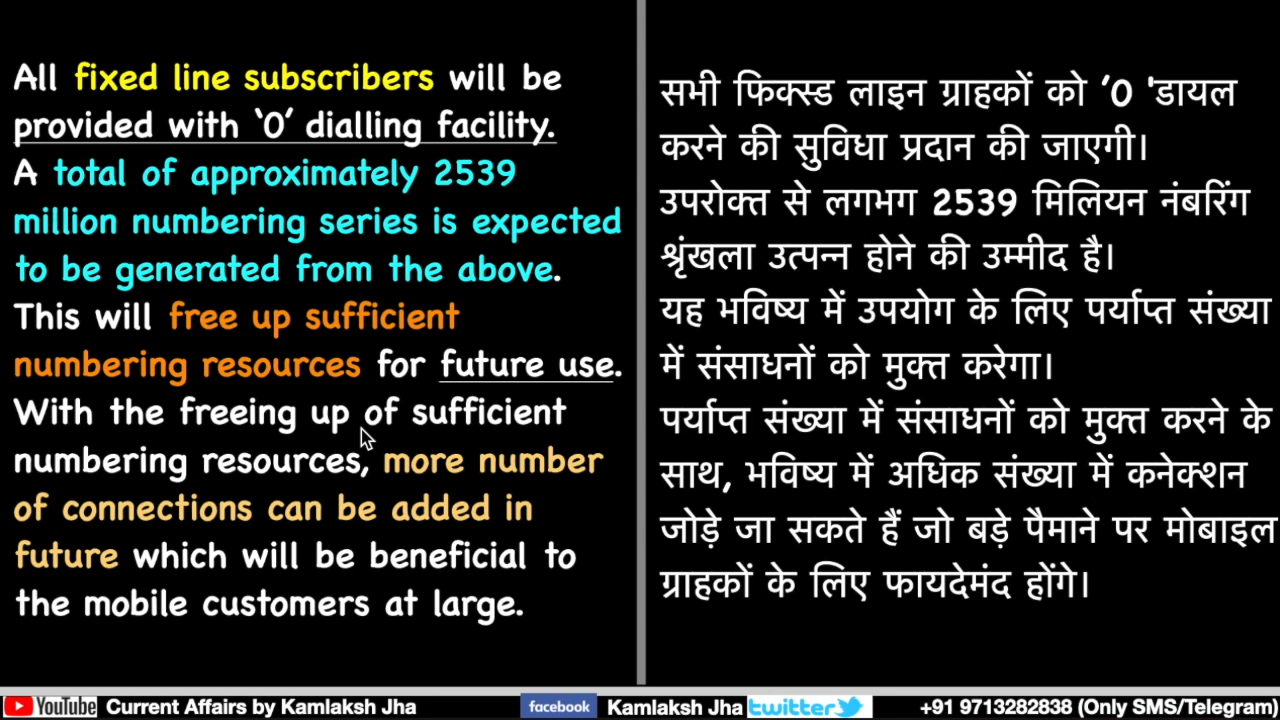 All fixed line subscribers will be
provided with ‘0’ dialling facility.
A total of approximately 2539
million numbering series is expected
to be generated from the above.
This will free up sufficient
numbering resources for future use.
With the freeing up of sufficient
numbering resources, more number
of connections can be added in
future which will be beneficial to
the mobile customers at large.
सभी फिक्स्ड लाइन ग्राहकों को ’0 'डायल
करने की सुविधा प्रदान की जाएगी।
उपरोक्त से लगभग 2539 मिलियन नंबरिंग
श्रृंखला उत्पन्न होने की उम्मीद है।
यह भविष्य में उपयोग के लिए पर्याप्त संख्या
में संसाधनों को मुक्त करेगा।
पर्याप्त संख्या में संसाधनों को मुक्त करने के
साथ, भविष्य में अधिक संख्या में कनेक्शन
जोड़े जा सकते हैं जो बड़े पैमाने पर मोबाइल
ग्राहकों के लिए फायदेमंद होंगे।
YouTube Current Affairs by Kamlaksh Jha facebook Kamlaksh Jha twitter +91 9713282838 (Only SMS/Telegram)